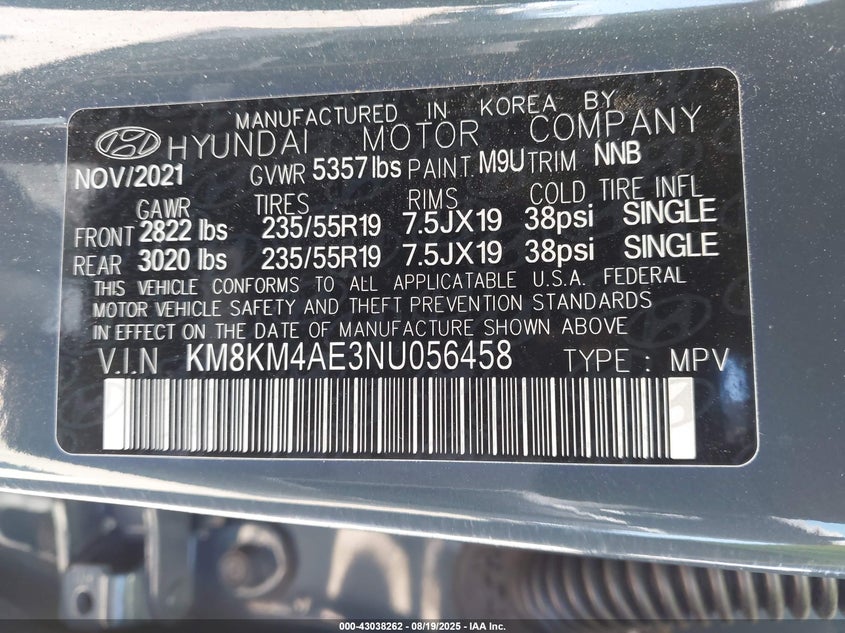 MANUFACTURED IN KOREA BY
HYUNDAI MOTOR COMPANY
NOV/2021 GVWR 5357lbs PAINT M9U TRIM NNB
GAWR TIRES RIMS COLD TIRE INFL
FRONT 2822 lbs 235/55R19 7.5JX19 38psi SINGLE
REAR 3020 lbs 235/55R19 7.5JX19 38psi SINGLE
THIS VEHICLE CONFORMS TO ALL APPLICATABLE U.S.A. FEDERAL
MOTOR VEHICLE SAFETY AND THEFT PREVENTION STANDARDS
IN EFFECT ON THE DATE OF MANUFACTURE SHOWN ABOVE
V.I.N KM8KM4AE3NU056458 TYPE : MPV
000-43038262 - 08/19/2025 - IAA Inc.